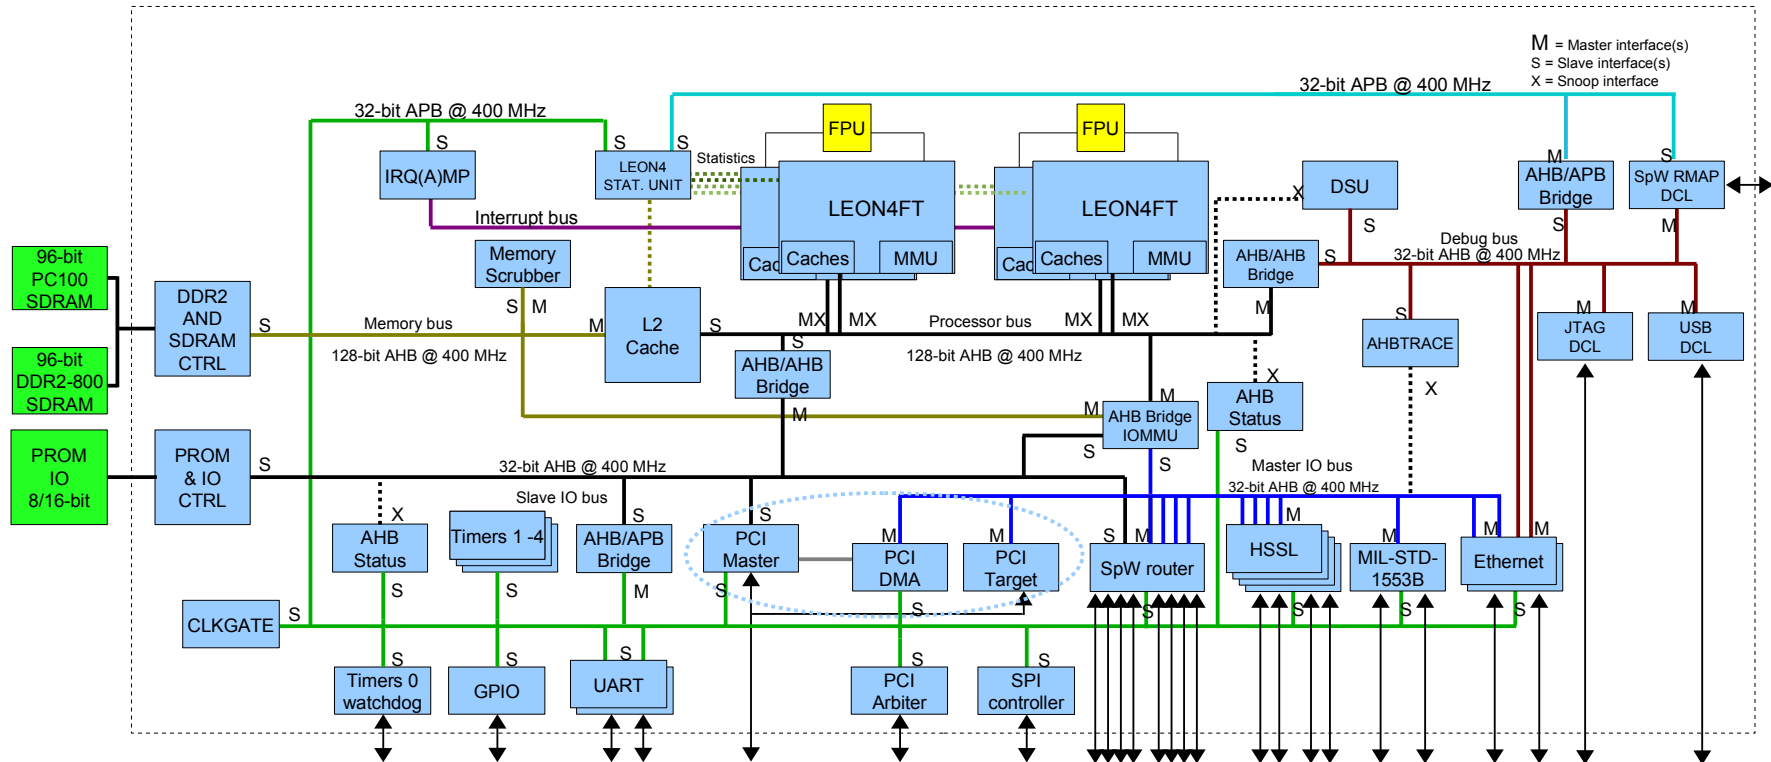 M = Master interface(s)
S = Slave interface(s)
X = Snoop interface
32-bit APB @ 400 MHz
32-bit APB @ 400 MHz
FPU
FPU
S
S
S
IRQ(A)MP
LEON4
STAT. UNIT
Statistics
LEON4FT
LEON4FT
X
DSU
M
AHB/APB
Bridge
S
SpW RMAP
DCL
Interrupt bus
S
S
M
Debug bus
32-bit AHB @ 400 MHz
96-bit
PC100
SDRAM
Memory
Scrubber
Cac
Caches
MMU
Cac
Caches
MMU
AHB/AHB
Bridge
S
DDR2
AND
SDRAM
CTRL
S
S
M
Memory bus
128-bit AHB @ 400 MHz
M
L2
Cache
S
MX
MX
Processor bus
128-bit AHB @ 400 MHz
MX
MX
M
S
AHBTRACE
X
M
JTAG
DCL
M
USB
DCL
96-bit
DDR2-800
SDRAM
S
AHB/AHB
Bridge
M
M
M
AHB Bridge
IOMMU
S
S
X
AHB
Status
S
PROM
IO
8/16-bit
PROM
& IO
CTRL
S
32-bit AHB @ 400 MHz
Slave IO bus
Master IO bus
32-bit AHB @ 400 MHz
X
AHB
Status
S
Timers 1 -4
S
S
AHB/APB
Bridge
M
S
PCI
Master
S
M
PCI
DMA
S
M
PCI
Target
S
M
SpW router
S
M
HSSL
S
M
MIL-STD-
1553B
S
M
M
Ethernet
S
CLKGATE
S
S
Timers 0
watchdog
S
GPIO
S
UART
S
PCI
Arbiter
S
SPI
controller